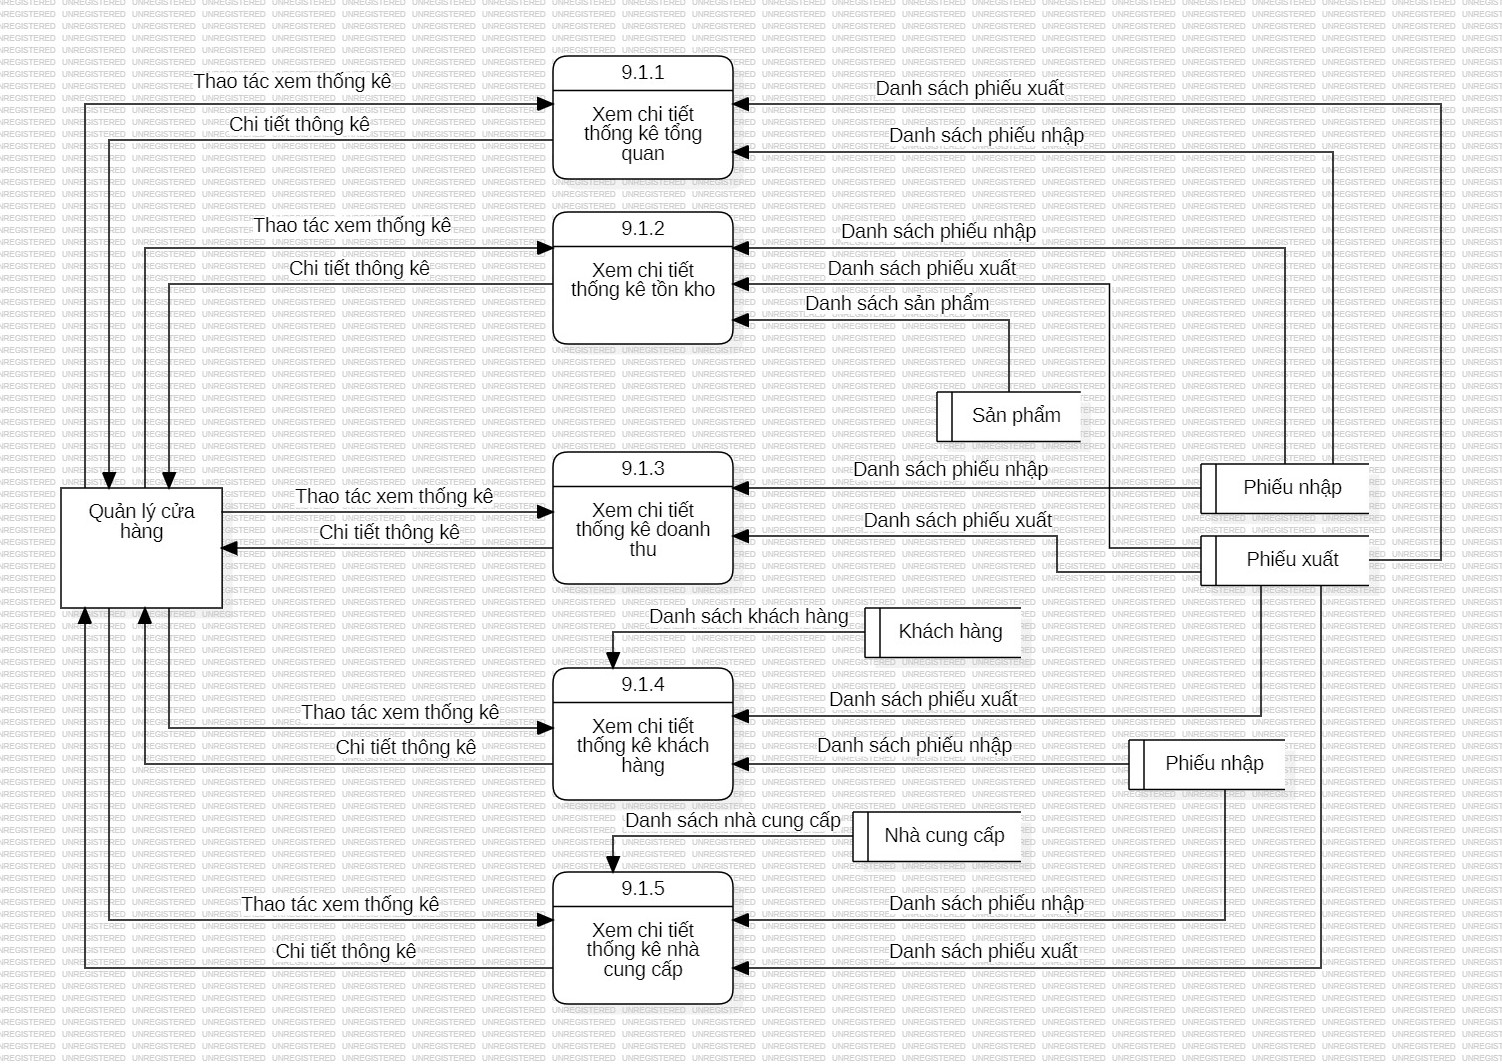 Thao tác xem thống kê
Chi tiết thông kê
9.1.1
Xem chi tiết
thống kê tổng
quan
Danh sách phiếu xuất
Danh sách phiếu nhập
Thao tác xem thống kê
Chi tiết thông kê
9.1.2
Xem chi tiết
thống kê tồn kho
Danh sách phiếu nhập
Danh sách phiếu xuất
Danh sách sản phẩm
Sản phẩm
Quản lý cửa
hàng
Thao tác xem thống kê
Chi tiết thông kê
9.1.3
Xem chi tiết
thống kê doanh
thu
Danh sách phiếu nhập
Danh sách phiếu xuất
Phiếu nhập
Phiếu xuất
Danh sách khách hàng
Khách hàng
Thao tác xem thống kê
Chi tiết thông kê
9.1.4
Xem chi tiết
thống kê khách
hàng
Danh sách phiếu xuất
Danh sách phiếu nhập
Phiếu nhập
Danh sách nhà cung cấp
Nhà cung cấp
Thao tác xem thống kê
Chi tiết thông kê
9.1.5
Xem chi tiết
thống kê nhà
cung cấp
Danh sách phiếu nhập
Danh sách phiếu xuất
UNREGISTERED